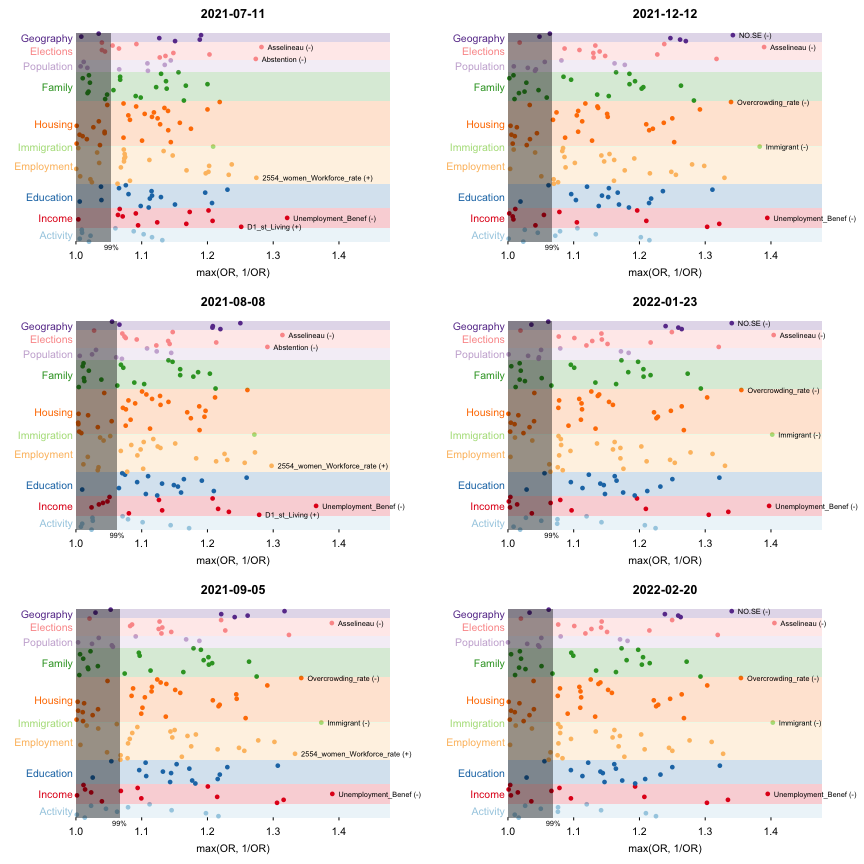 2021-07-11
Geography
Elections
Population
Family
Housing
Immigration
Employment
Education
Income
Activity
Asselineau (-)
Abstention (-)
2554_women_Workforce_rate (+)
Unemployment_Benef (-)
D1_st_Living (+)
99%
1.0 1.1 1.2 1.3 1.4
max(OR, 1/OR)
2021-12-12
Geography
Elections
Population
Family
Housing
Immigration
Employment
Education
Income
Activity
NO.SE (-)
Asselineau (-)
Overcrowding_rate (-)
Immigrant (-)
Unemployment_Benef (-)
99%
1.0 1.1 1.2 1.3 1.4
max(OR, 1/OR)
2021-08-08
Geography
Elections
Population
Family
Housing
Immigration
Employment
Education
Income
Activity
Asselineau (-)
Abstention (-)
2554_women_Workforce_rate (+)
Unemployment_Benef (-)
D1_st_Living (+)
99%
1.0 1.1 1.2 1.3 1.4
max(OR, 1/OR)
2022-01-23
Geography
Elections
Population
Family
Housing
Immigration
Employment
Education
Income
Activity
NO.SE (-)
Asselineau (-)
Overcrowding_rate (-)
Immigrant (-)
Unemployment_Benef (-)
99%
1.0 1.1 1.2 1.3 1.4
max(OR, 1/OR)
2021-09-05
Geography
Elections
Population
Family
Housing
Immigration
Employment
Education
Income
Activity
Asselineau (-)
Overcrowding_rate (-)
Immigrant (-)
2554_women_Workforce_rate (+)
Unemployment_Benef (-)
99%
1.0 1.1 1.2 1.3 1.4
max(OR, 1/OR)
2022-02-20
Geography
Elections
Population
Family
Housing
Immigration
Employment
Education
Income
Activity
NO.SE (-)
Asselineau (-)
Overcrowding_rate (-)
Immigrant (-)
Unemployment_Benef (-)
99%
1.0 1.1 1.2 1.3 1.4
max(OR, 1/OR)